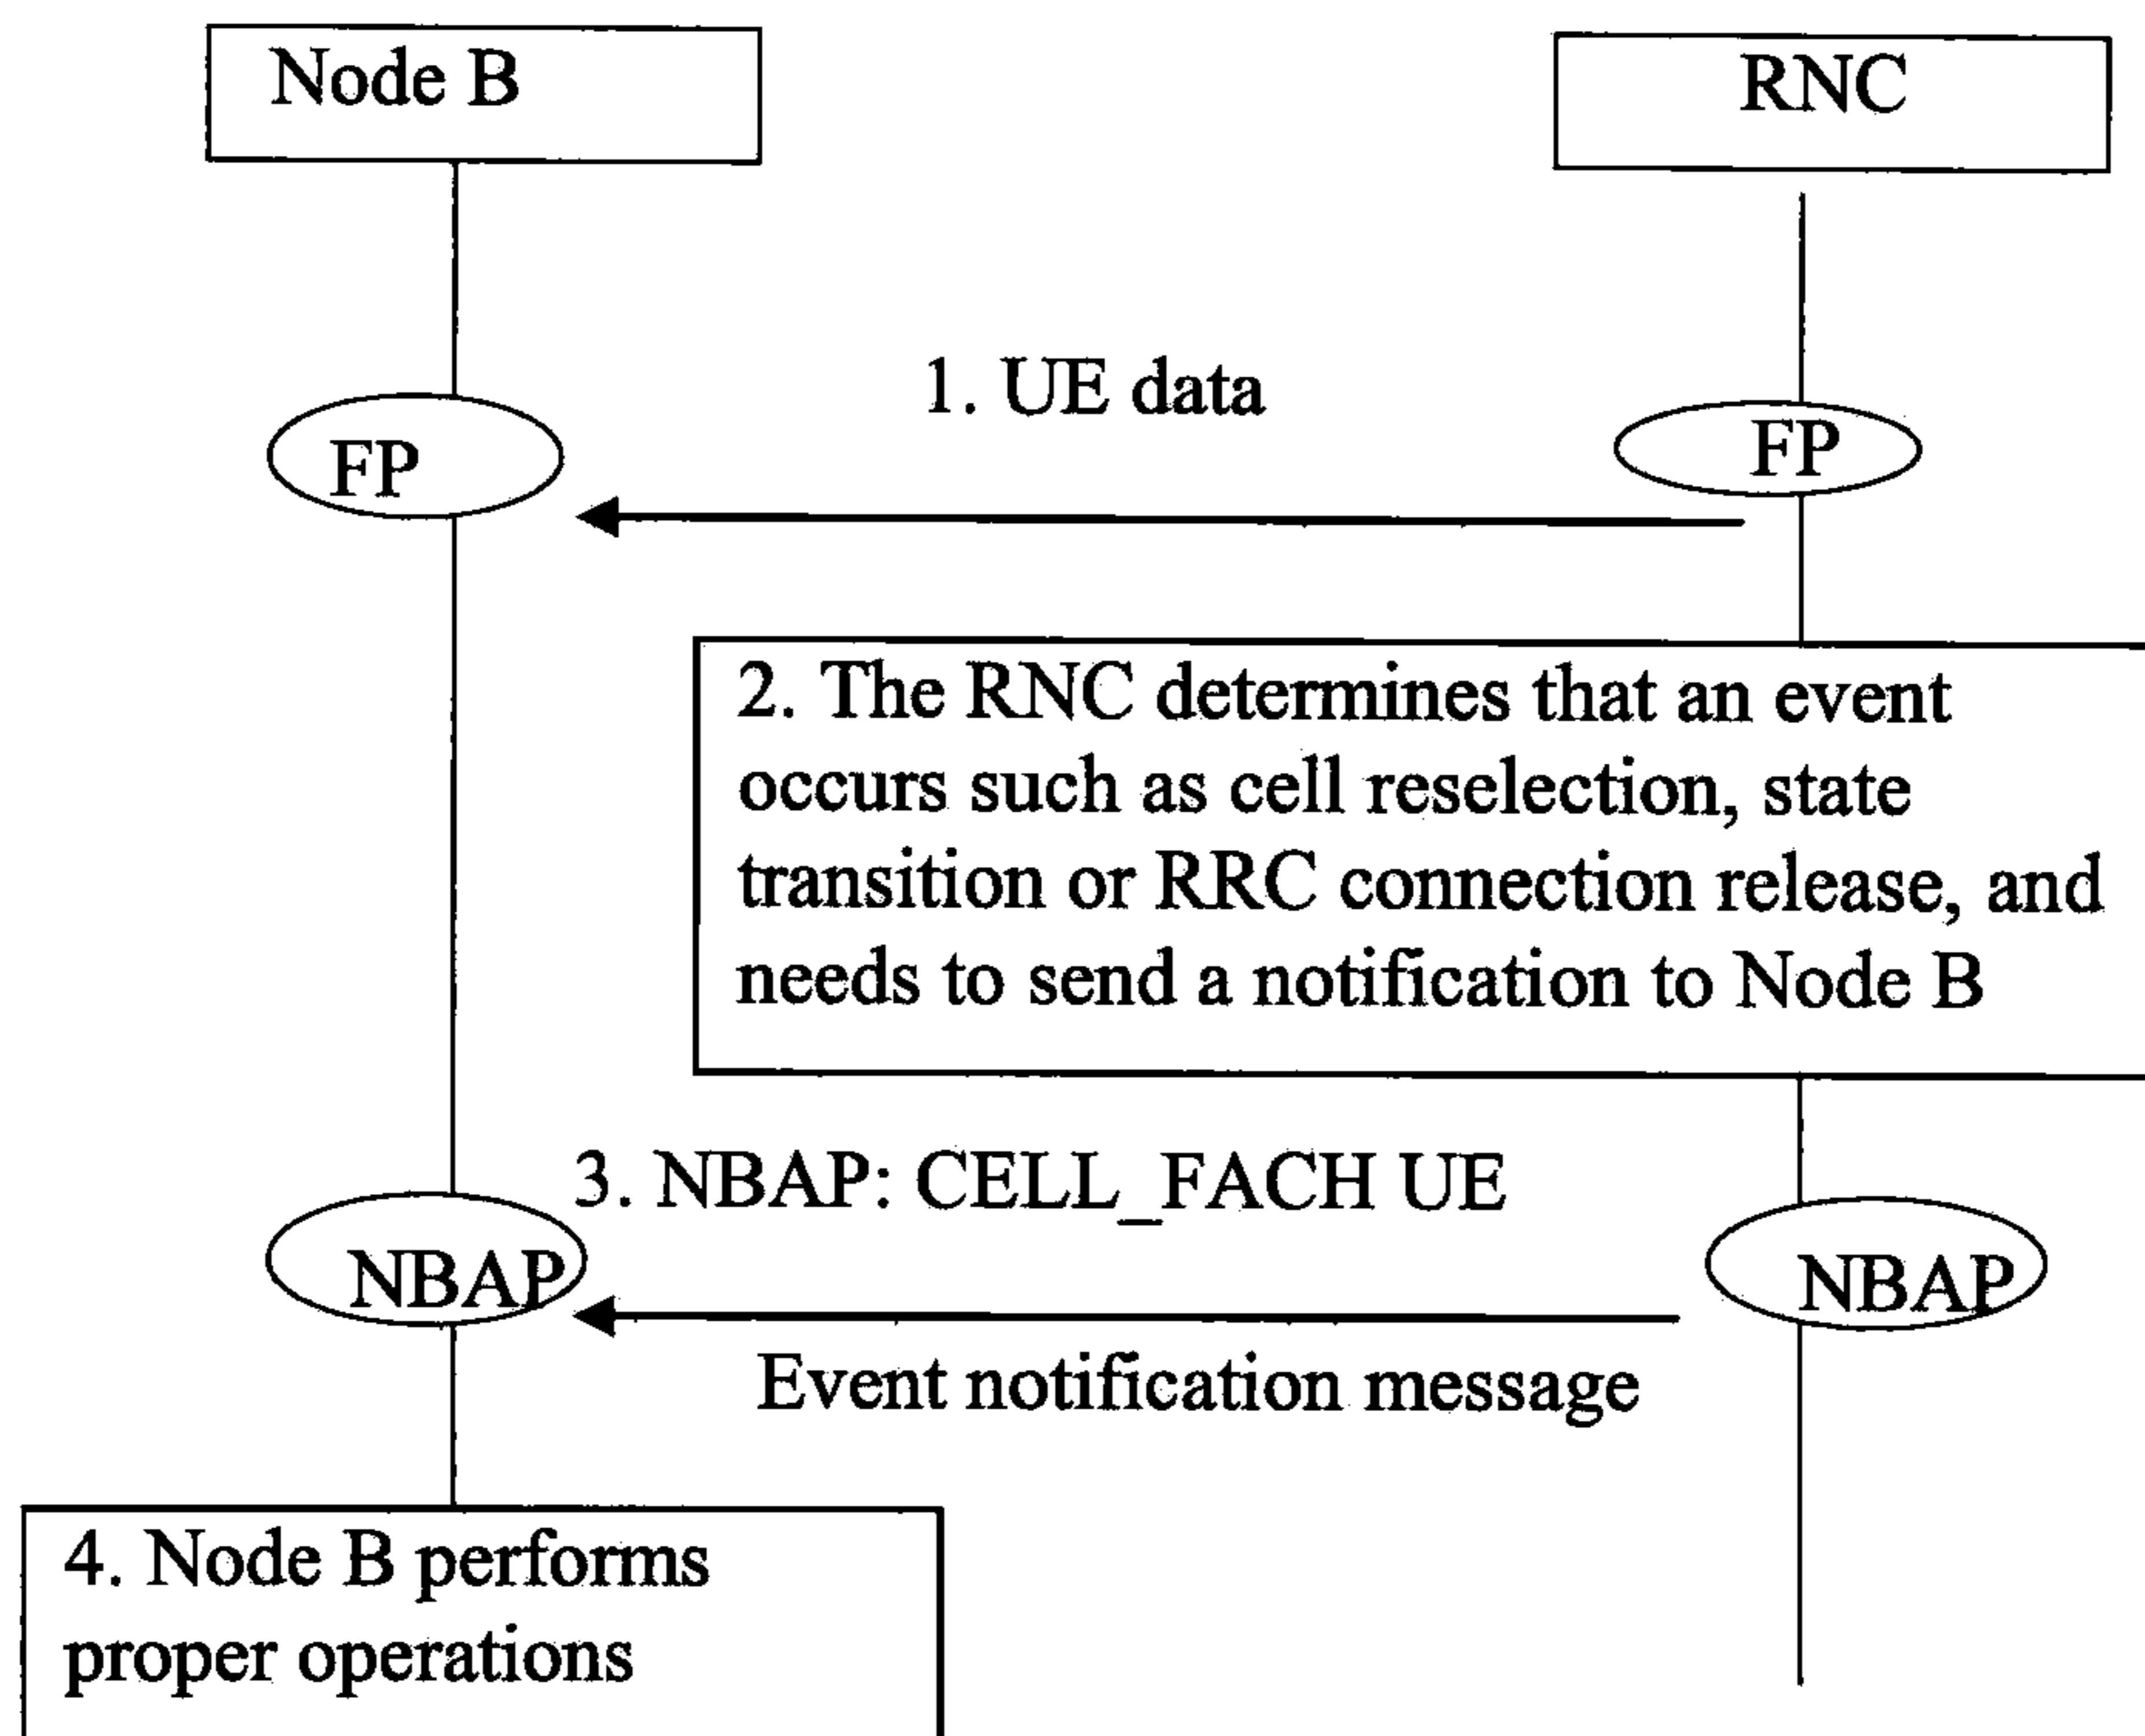 Node B
RNC
1. UE data
FP
FP
2. The RNC determines that an event
occurs such as cell reselection, state
transition or RRC connection release, and
needs to send a notification to Node B
3. NBAP: CELL_FACH UE
NBAP
NBAP
Event notification message
4. Node B performs
proper operations